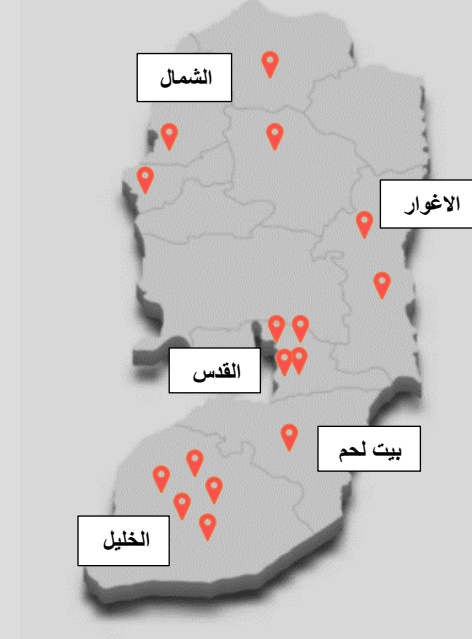 الشمال
الاغوار
القدس
بيت لحم
الخليل